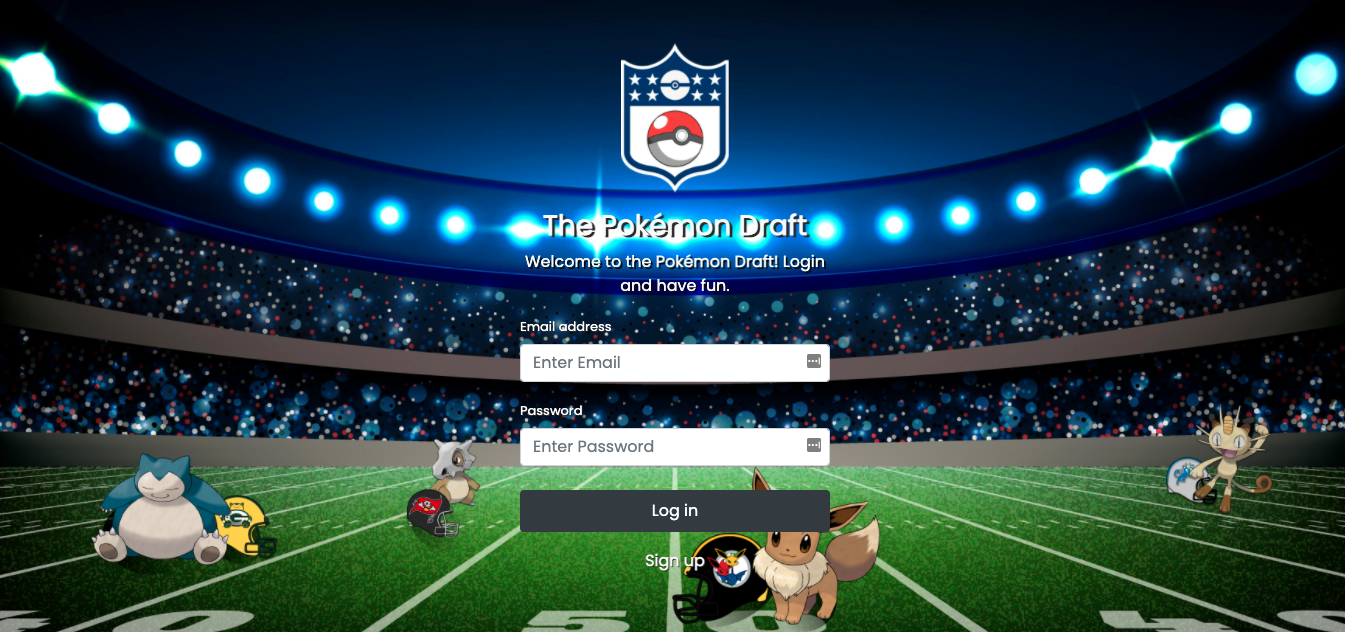 The Pokémon Draft
Welcome to the Pokémon Draft! Login
and have fun.
Email address
Enter Email
Password
Enter Password
Log in
Sign up
40
50
40